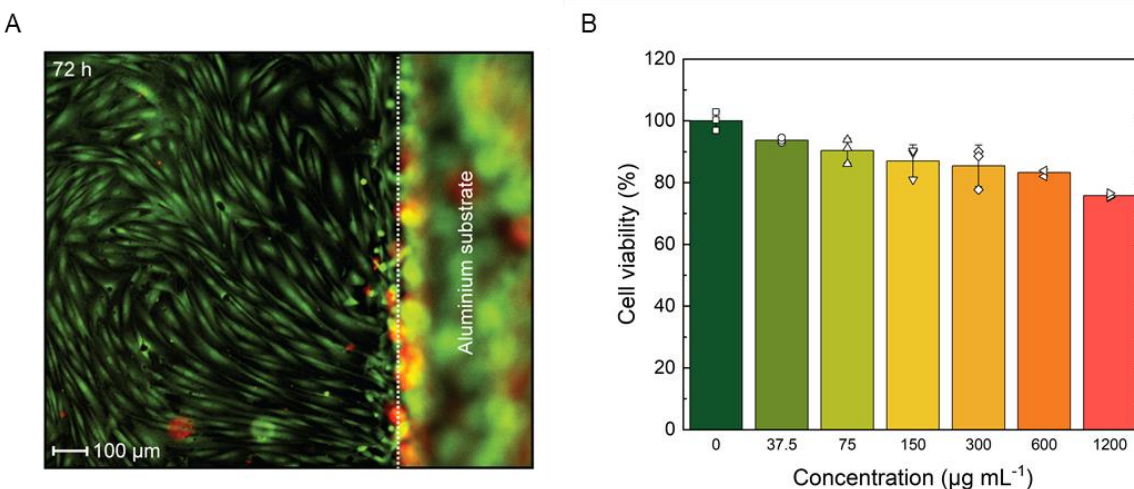 A
72 h
Aluminium substrate
100 µm
B
Cell viability (%)
120
100
80
60
40
20
0
0 37.5 75 150 300 600 1200
Concentration (µg mL⁻¹)